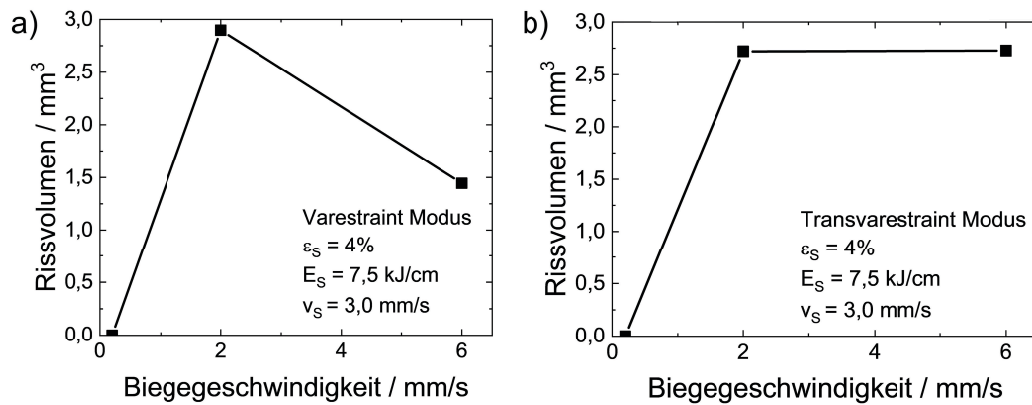 a)
Rissvolumen / mm³
3,0
2,5
2,0
1,5
1,0
0,5
0,0
0
2
4
6
Varestraint Modus
εS = 4%
ES = 7,5 kJ/cm
vS = 3,0 mm/s
Biegegeschwindigkeit / mm/s
b)
Rissvolumen / mm³
3,0
2,5
2,0
1,5
1,0
0,5
0,0
0
2
4
6
Transvarestraint Modus
εS = 4%
ES = 7,5 kJ/cm
vS = 3,0 mm/s
Biegegeschwindigkeit / mm/s